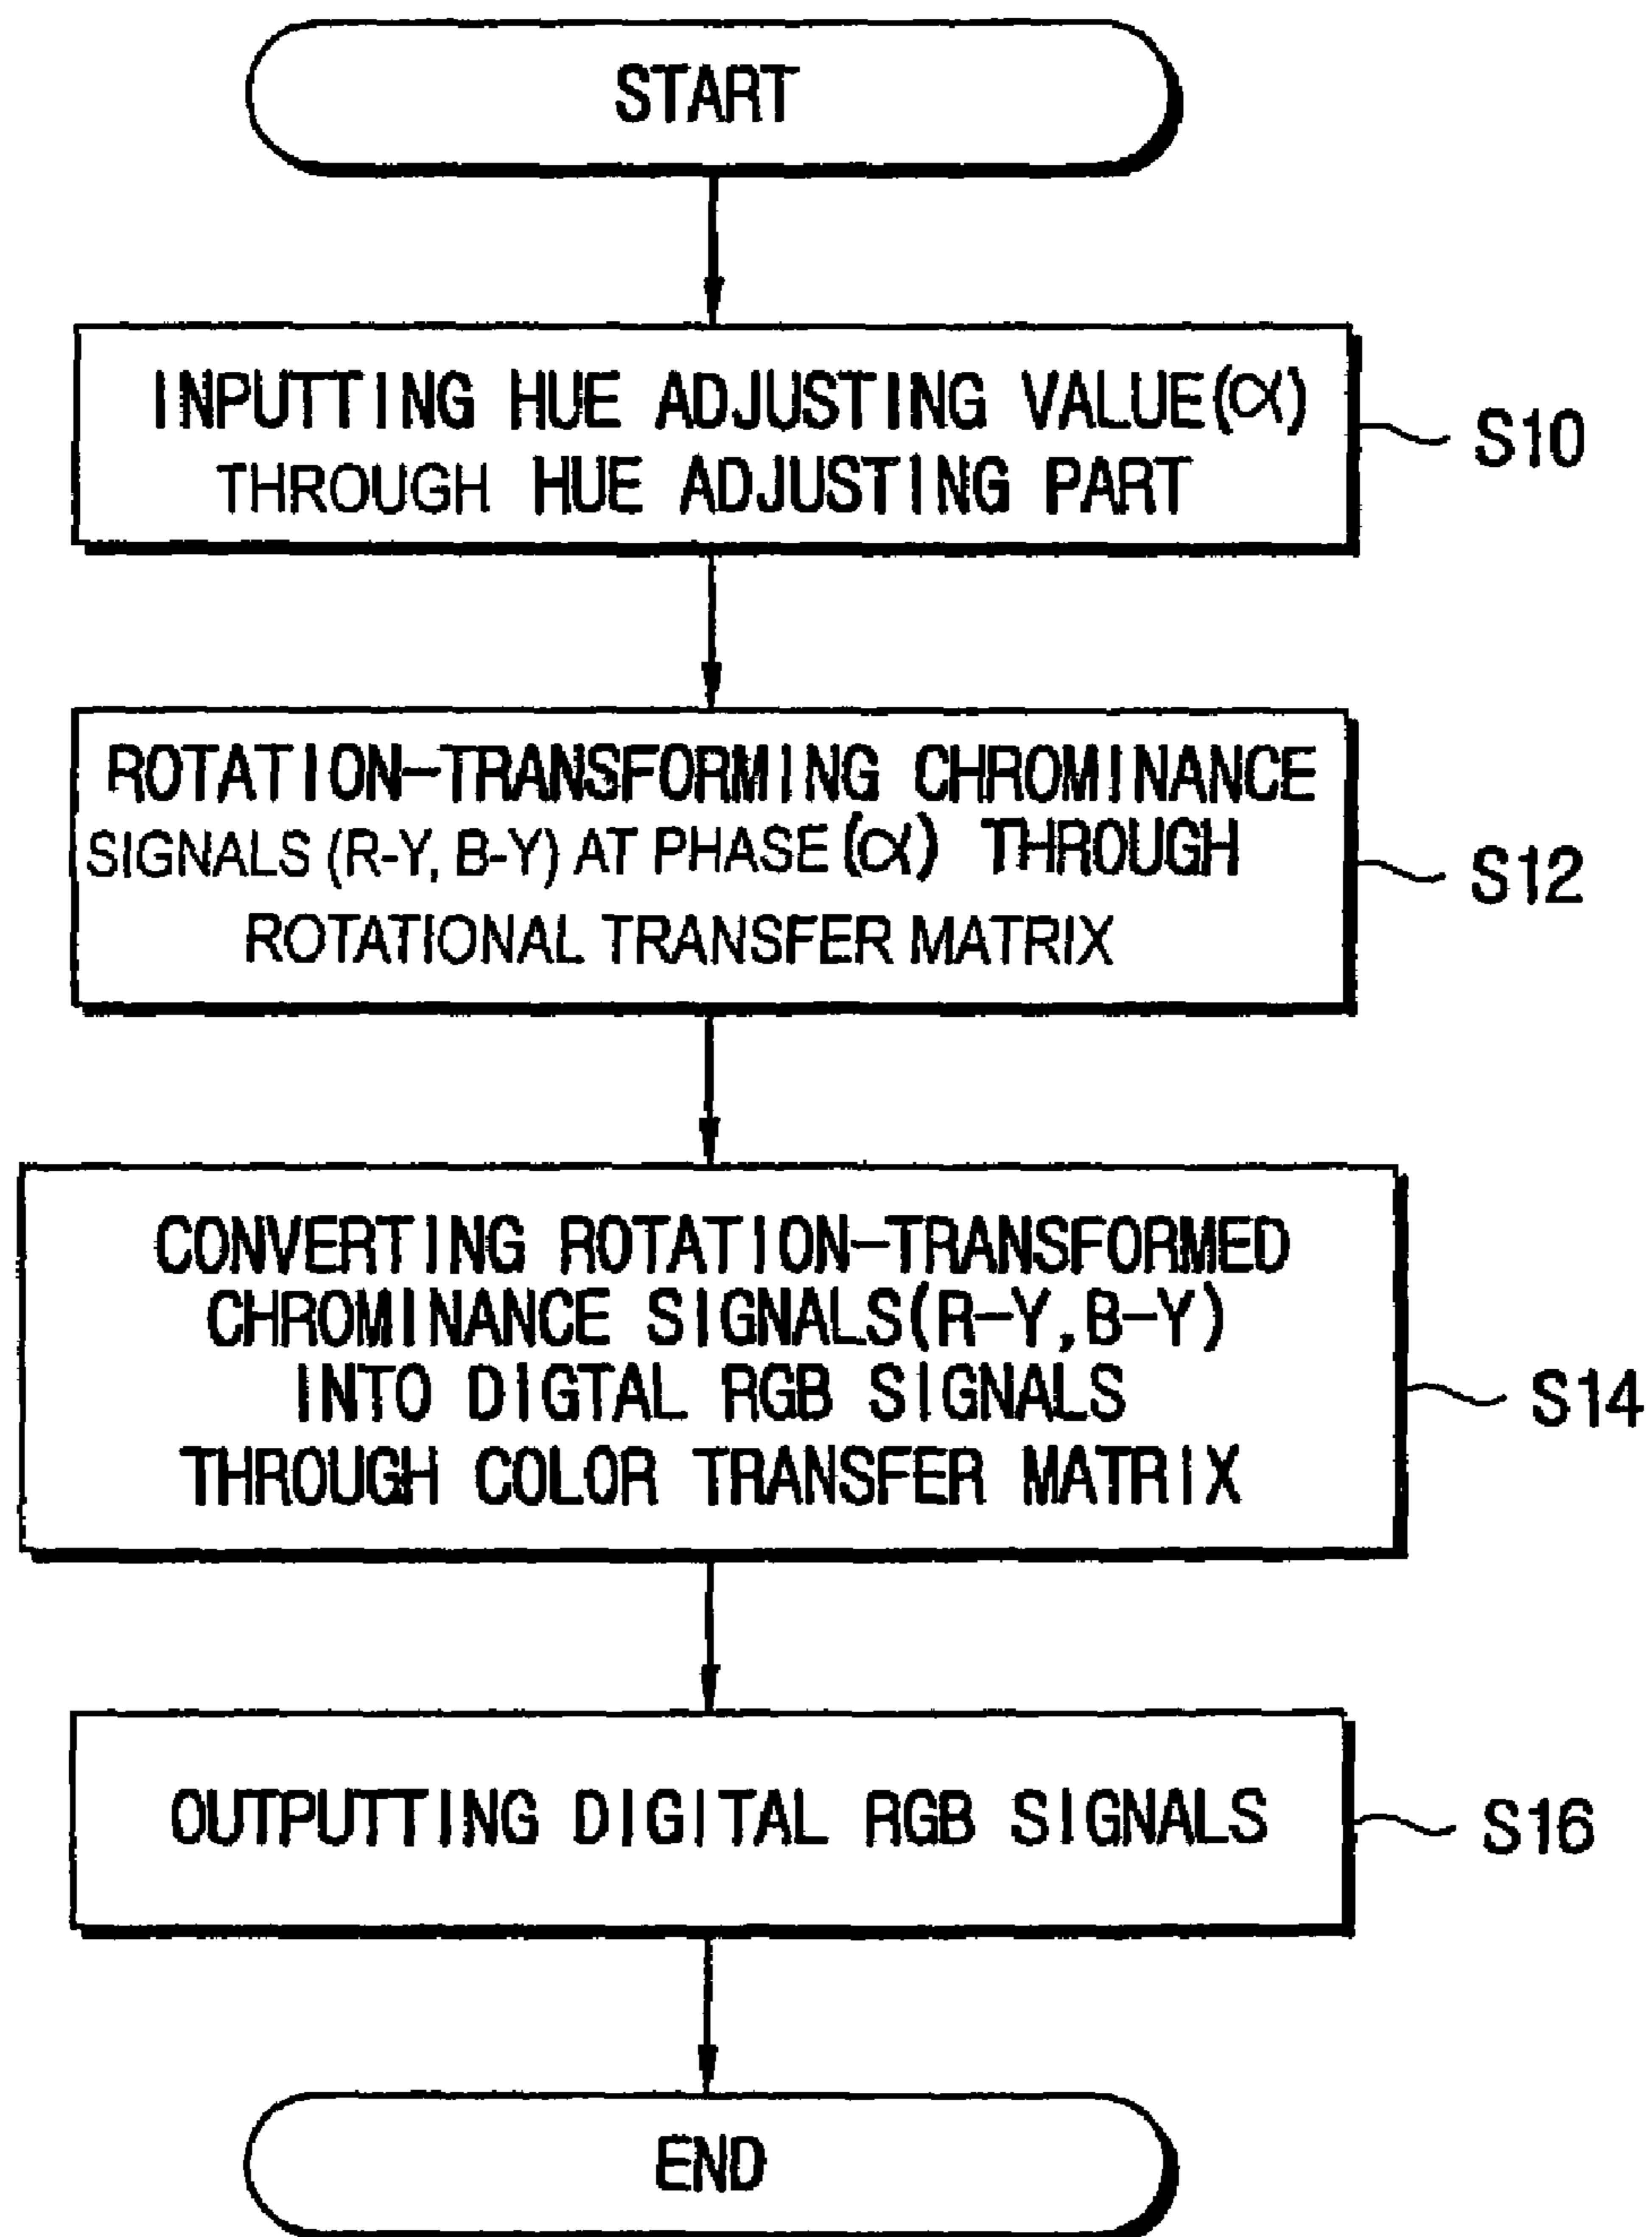 START
INPUTTING HUE ADJUSTING VALUE(α)
THROUGH HUE ADJUSTING PART
S10
ROTATION-TRANSFORMING CHROMINANCE
SIGNALS (R-Y, B-Y) AT PHASE (α) THROUGH
ROTATIONAL TRANSFER MATRIX
S12
CONVERTING ROTATION-TRANSFORMED
CHROMINANCE SIGNALS(R-Y,B-Y)
INTO DIGTAL RGB SIGNALS
THROUGH COLOR TRANSFER MATRIX
S14
OUTPUTTING DIGITAL RGB SIGNALS
S16
END